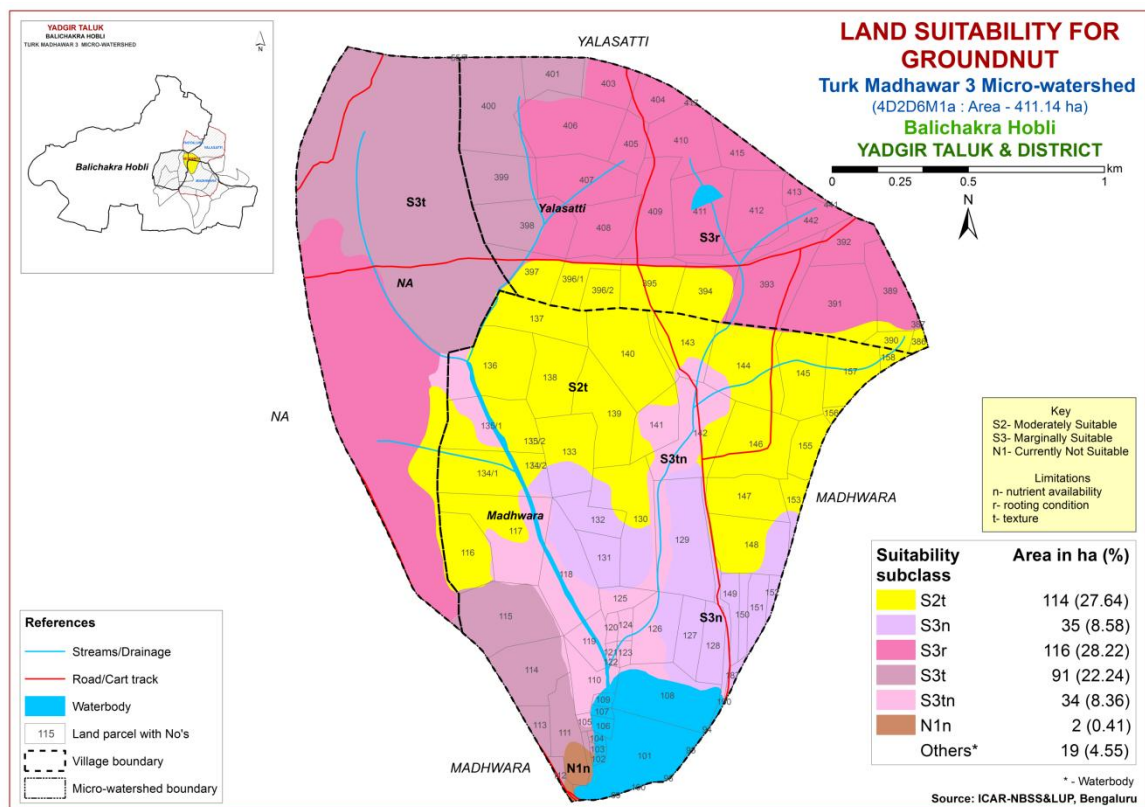 YADGIR TALUK
BALICHAKRA HOBLI
TURK MADHAWAR 3 MICRO-WATERSHED
N
YALASATTI
Balichakra Hobli
LAND SUITABILITY FOR
GROUNDNUT
Turk Madhawar 3 Micro-watershed
(4D2D6M1a : Area - 411.14 ha)
Balichakra Hobli
YADGIR TALUK & DISTRICT
km
0 0.25 0.5 1
N
401 403
400 404 417
406 410
405 415
399 407
413
S3t 409 411 412 441
Yalasatti 442
398 408 S3r 392
397 396/1 395 393 389
NA 396/2 394 391
137
143 390 386
136 140 144 158
138 145 157
S2t
139 156
135/1 141 142
135/2 133 146 155
NA S3tn
134/1 134/2
147 153
Madhwara 132 130 MADHWARA
117
116 131 129 148
118
115 125 149 152
151
120 124 S3n 150
119 126 127
121 123 128
122
114 110
108
109
107
105 106
113 111 104
103
102 101
MADHWARA N1n
Key
S2- Moderately Suitable
S3- Marginally Suitable
N1- Currently Not Suitable
Limitations
n- nutrient availability
r- rooting condition
t- texture
Suitability subclass Area in ha (%)
S2t 114 (27.64)
S3n 35 (8.58)
S3r 116 (28.22)
S3t 91 (22.24)
S3tn 34 (8.36)
N1n 2 (0.41)
Others* 19 (4.55)
* - Waterbody
Source: ICAR-NBSS&LUP, Bengaluru
References
Streams/Drainage
Road/Cart track
Waterbody
115 Land parcel with No's
Village boundary
Micro-watershed boundary